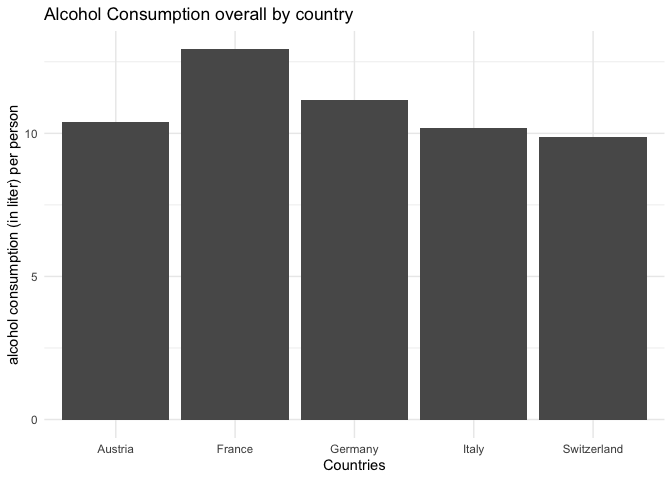 Alcohol Consumption overall by country
alcohol consumption (in liter) per person
10
5
0
Austria France Germany Italy Switzerland
Countries